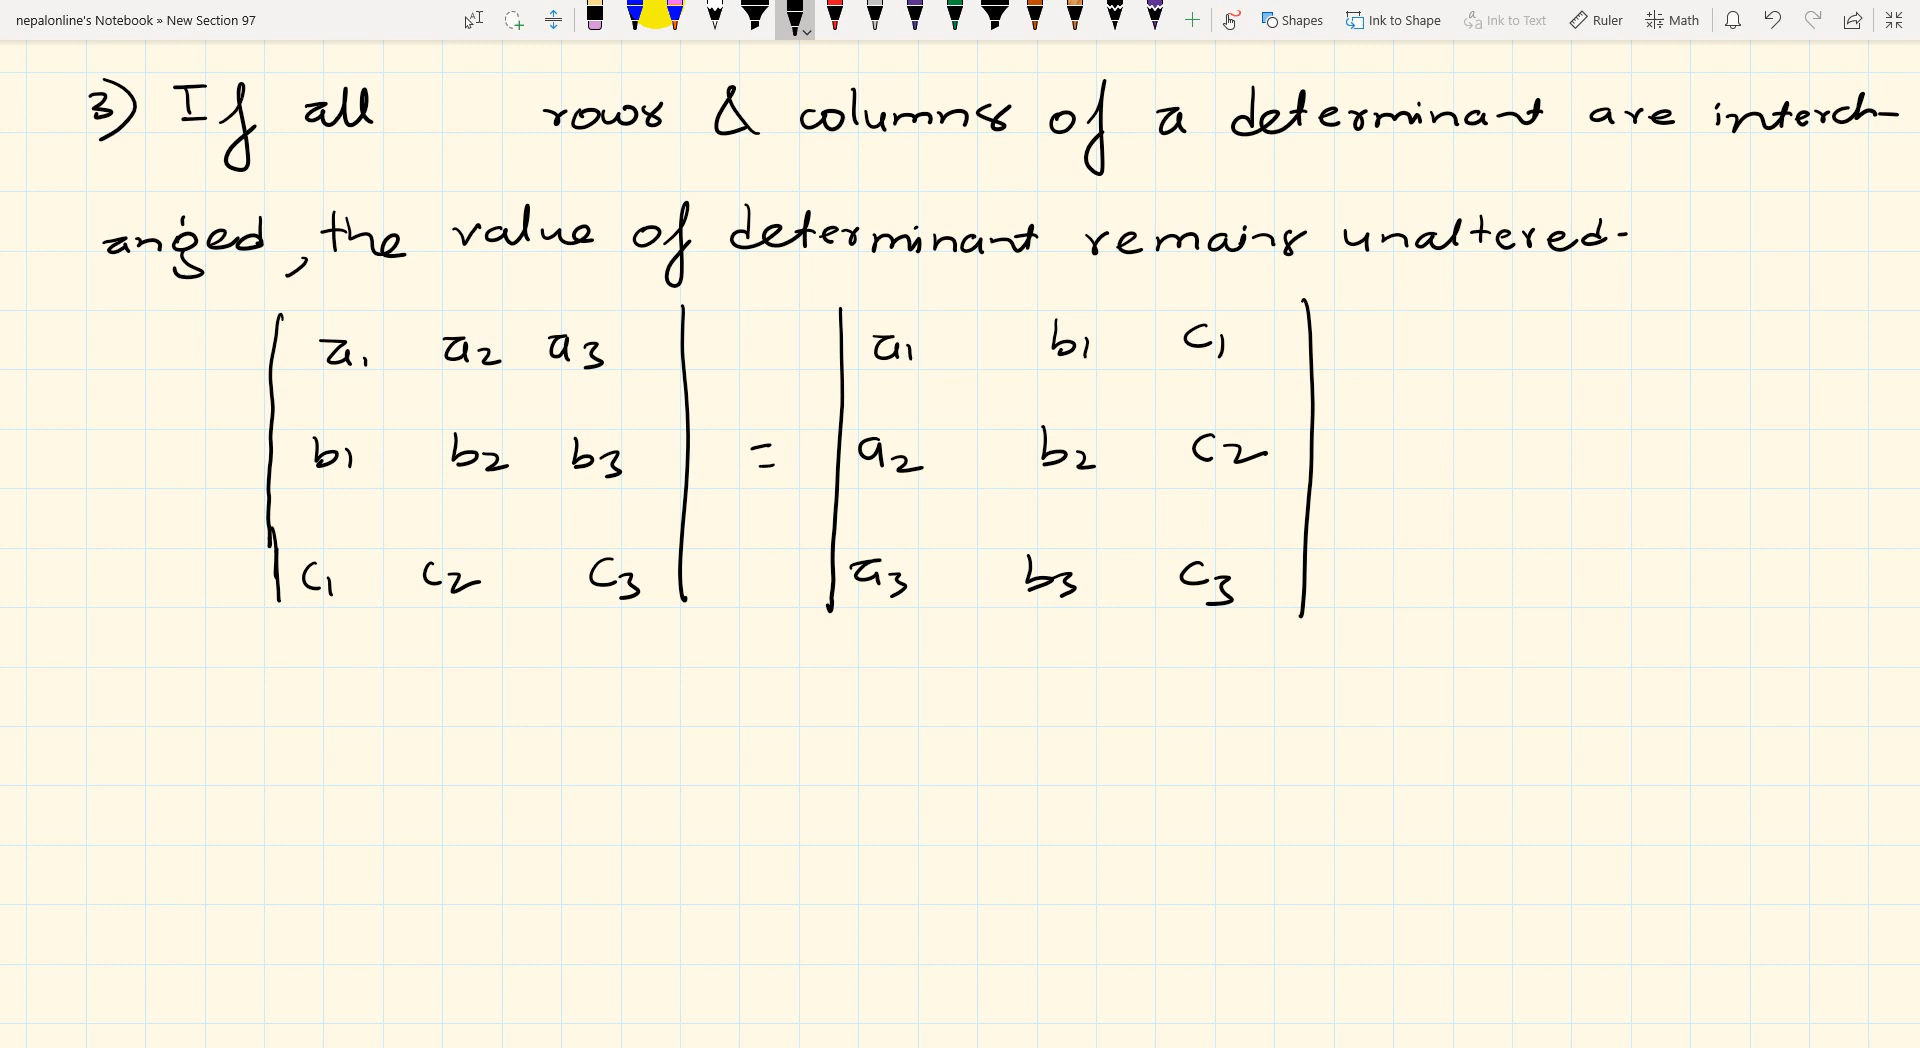 nepalonline's Notebook » New Section 97
Shapes Ink to Shape Ink to Text Ruler Math
3) If all rows & columns of a determinant are interch-
anged, the value of determinant remains unaltered.
| a1 a2 a3 | | a1 b1 c1 |
| b1 b2 b3 | = | a2 b2 c2 |
| c1 c2 c3 | | a3 b3 c3 |